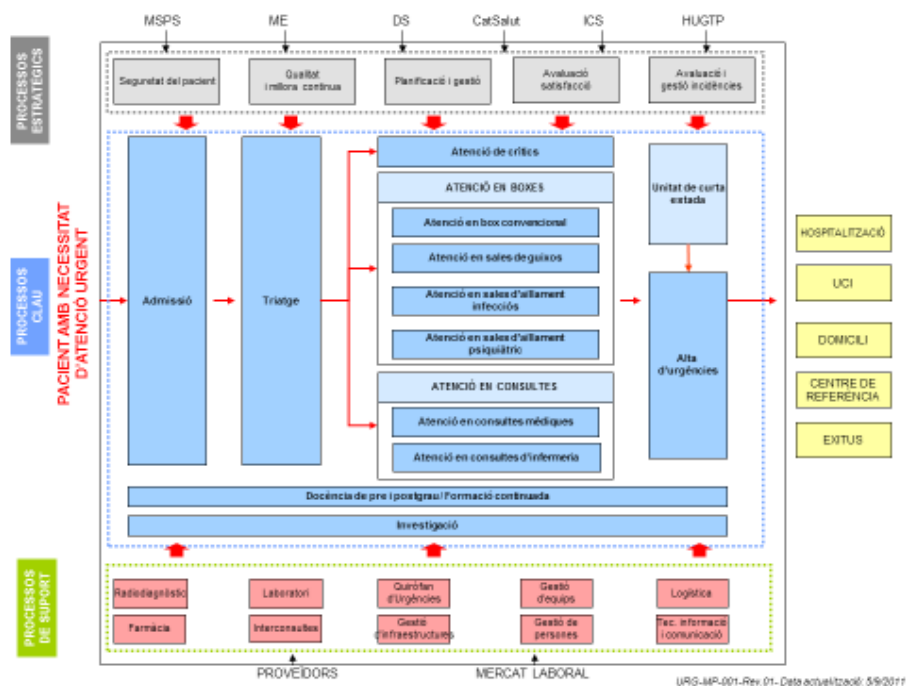 MSPS ME DS CatSalut ICS HUGTP
PROCESSOS
ESTRATÈGICS
Seguretat del pacient
Qualitat
i millora contínua
Planificació i gestió
Avaluació
satisfacció
Avaluació i
gestió incidències
PROCESSOS
CLAU
PACIENT AMB NECESSITAT
D'ATENCIÓ URGENT
Admissió
Triatge
Atenció de crítics
ATENCIÓ EN BOXES
Atenció en box convencional
Atenció en sales de guixos
Atenció en sales d'aïllament
infecciós
Atenció en sales d'aïllament
psiquiàtric
ATENCIÓ EN CONSULTES
Atenció en consultes mèdiques
Atenció en consultes d'infermeria
Unitat de curta
estada
Alta
d'urgències
HOSPITALITZACIÓ
UCI
DOMICILI
CENTRE DE
REFERÈNCIA
EXITUS
Docència de pre i postgrau/ Formació continuada
Investigació
PROCESSOS
DE SUPORT
Radiodiagnòstic
Laboratori
Quiròfan
d'Urgències
Gestió
d'equips
Logística
Farmàcia
Interconsultes
Gestió
d'infraestructures
Gestió de
persones
Tec. informació
i comunicació
PROVEÏDORS
MERCAT LABORAL
URG-MP-001-Rev.01- Data actualització: 5/9/2011